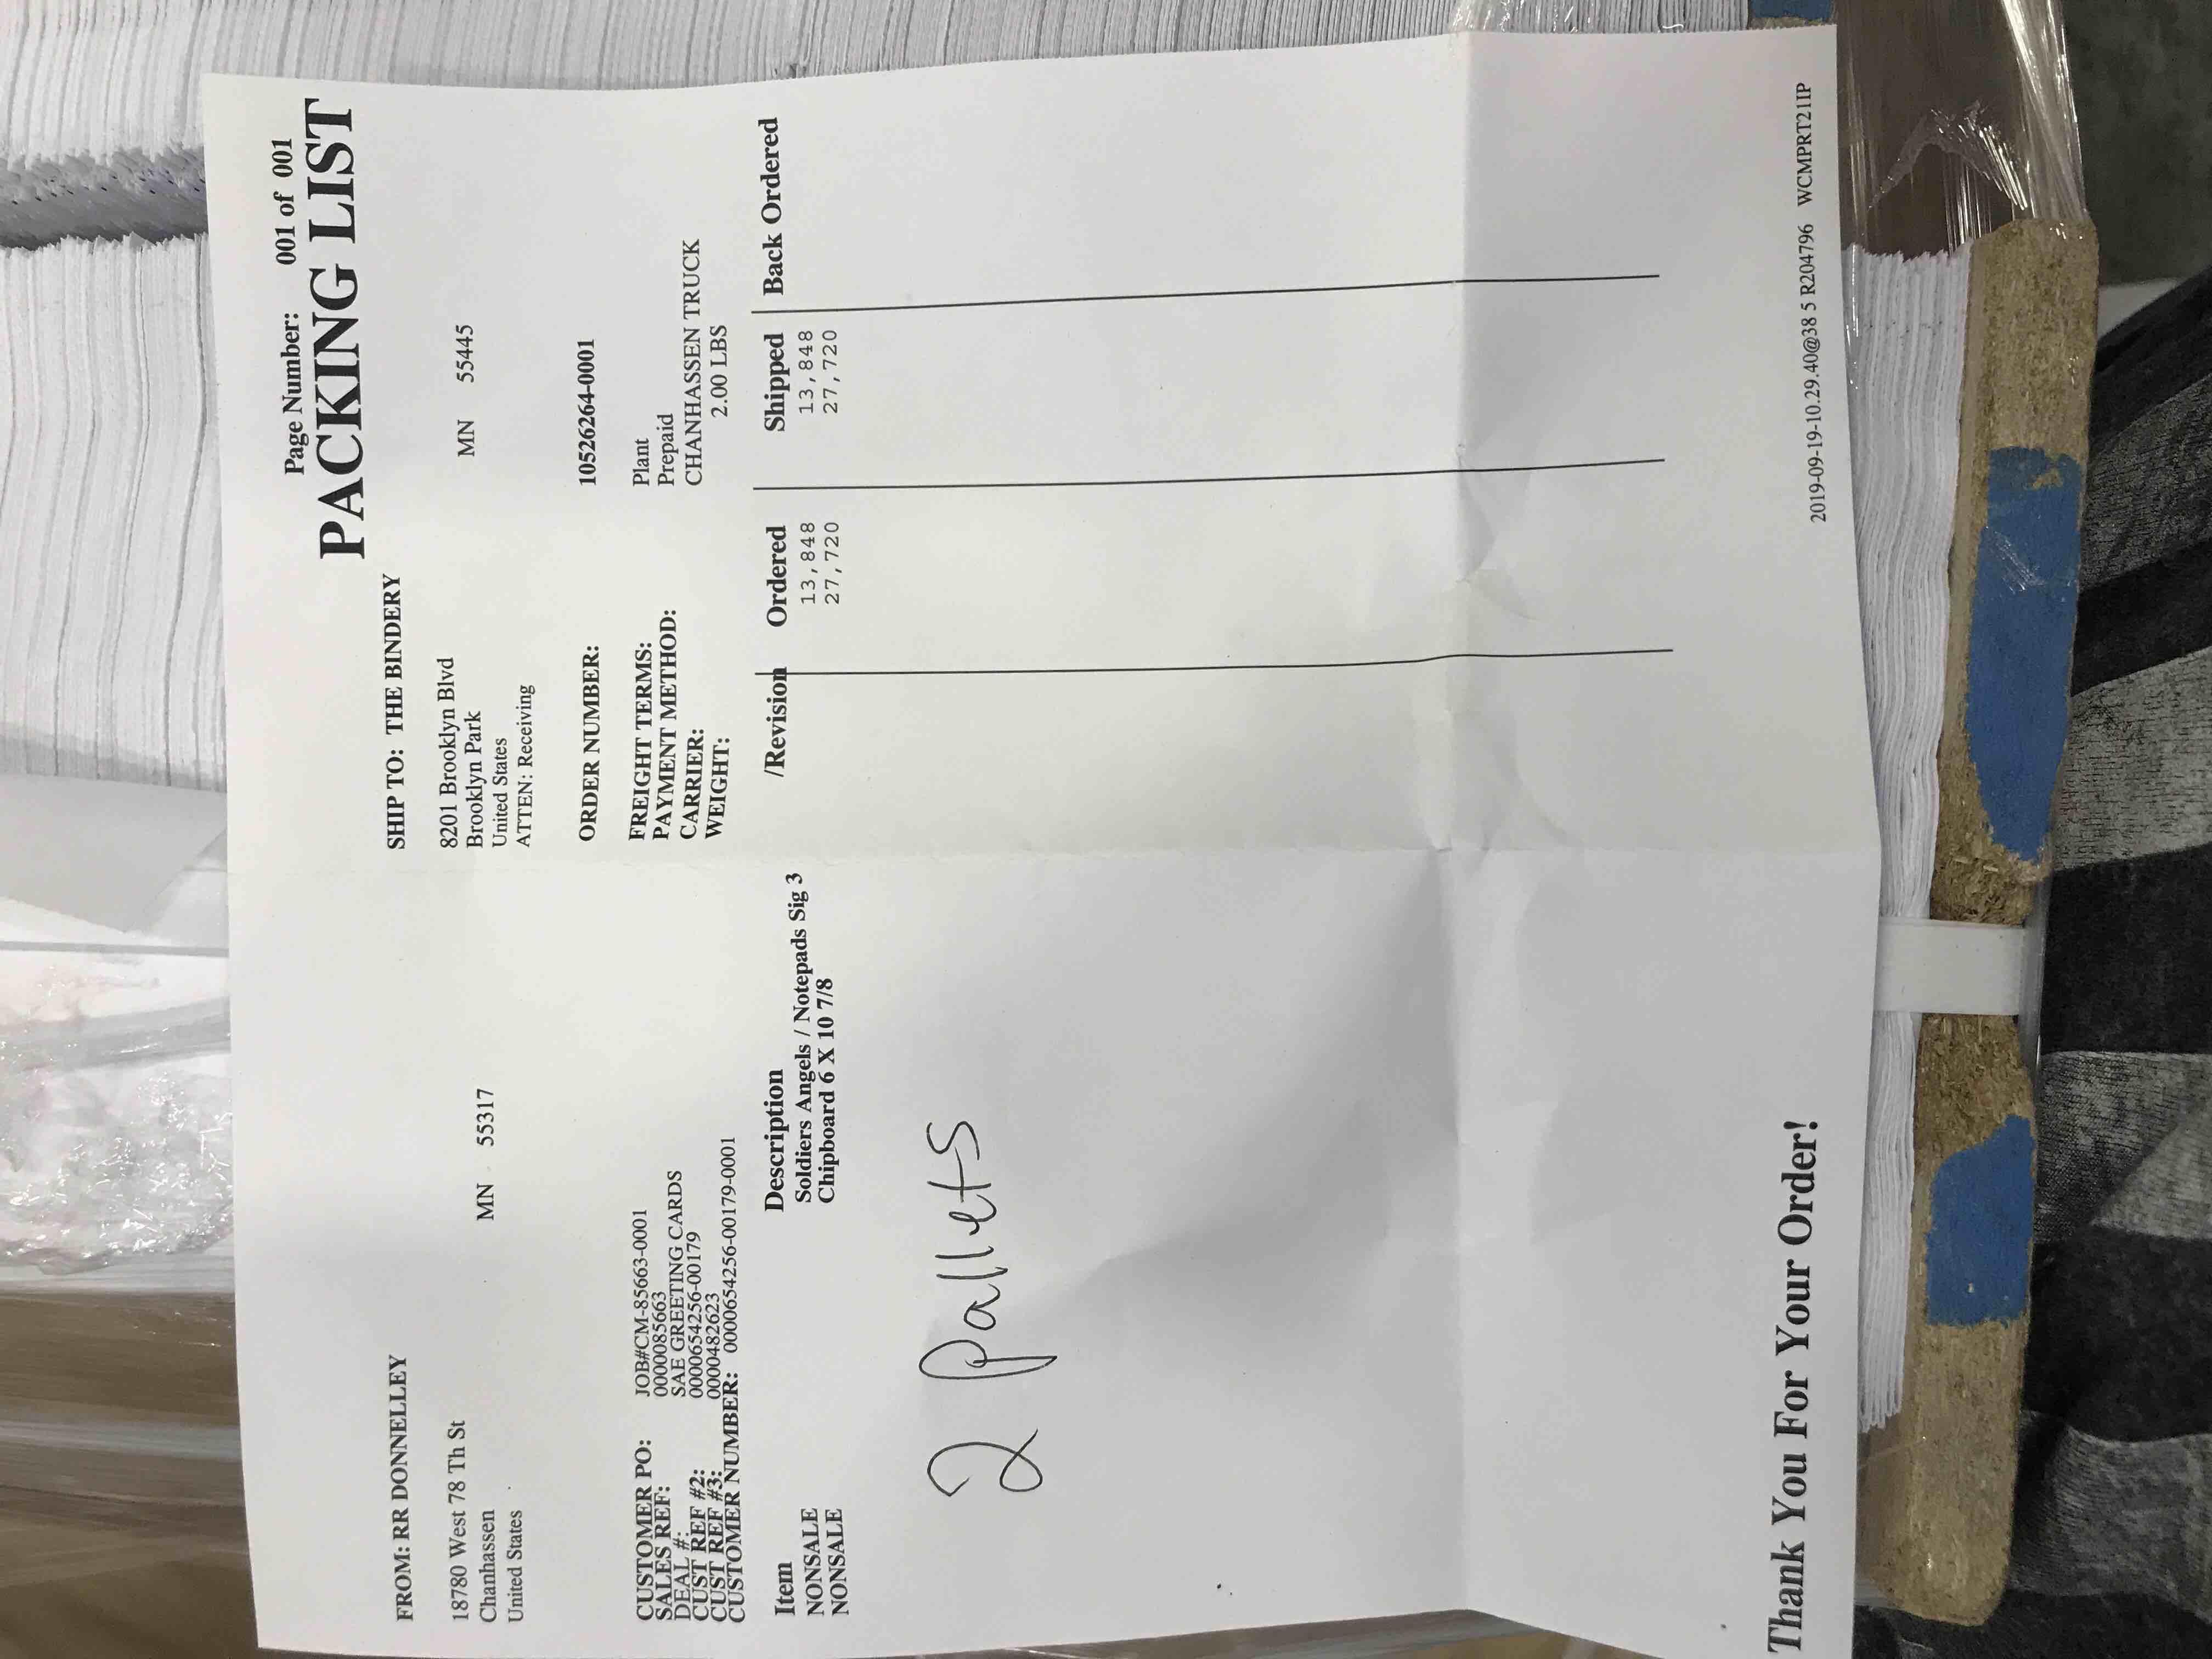 Page Number: 001 of 001
PACKING LIST
FROM: RR DONNELLEY SHIP TO: THE BINDERY
18780 West 78 Th St 8201 Brooklyn Blvd
Chanhassen MN 55317 Brooklyn Park MN 55445
United States United States
ATTEN: Receiving
ORDER NUMBER: 10526264-0001
CUSTOMER PO: JOB#CM-85663-0001 FREIGHT TERMS: Plant
SALES REF: 0000085663 PAYMENT METHOD: Prepaid
DEAL #: SAE GREETING CARDS CARRIER: CHANHASSEN TRUCK
CUST REF #2: 0000654256-00179 WEIGHT: 2.00 LBS
CUST REF #3: 0000482623
CUSTOMER NUMBER: 0000654256-00179-0001
Item Description /Revision Ordered Shipped Back Ordered
NONSALE Soldiers Angels / Notepads Sig 3 13,848 13,848
NONSALE Chipboard 6 X 10 7/8 27,720 27,720
2 Pallets
Thank You For Your Order! 2019-09-19-10.29.40@38 5 R204796 WCMPRT21IP